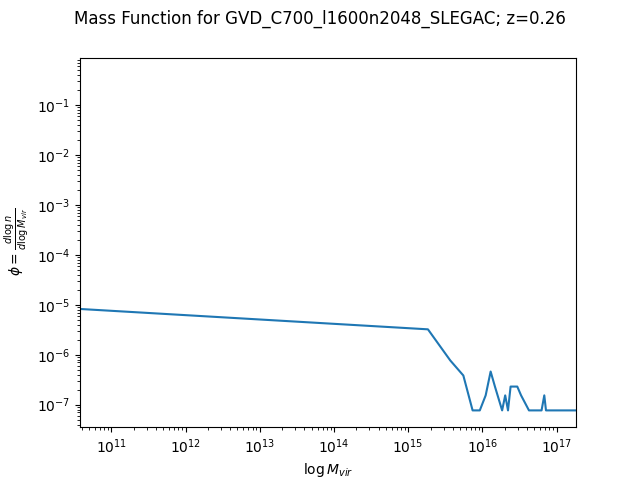 Mass Function for GVD_C700_l1600n2048_SLEGAC; z=0.26
10⁻¹
10⁻²
10⁻³
10⁻⁴
10⁻⁵
10⁻⁶
10⁻⁷
ϕ = d log n / d log M_vir
10¹¹ 10¹² 10¹³ 10¹⁴ 10¹⁵ 10¹⁶ 10¹⁷
log M_vir